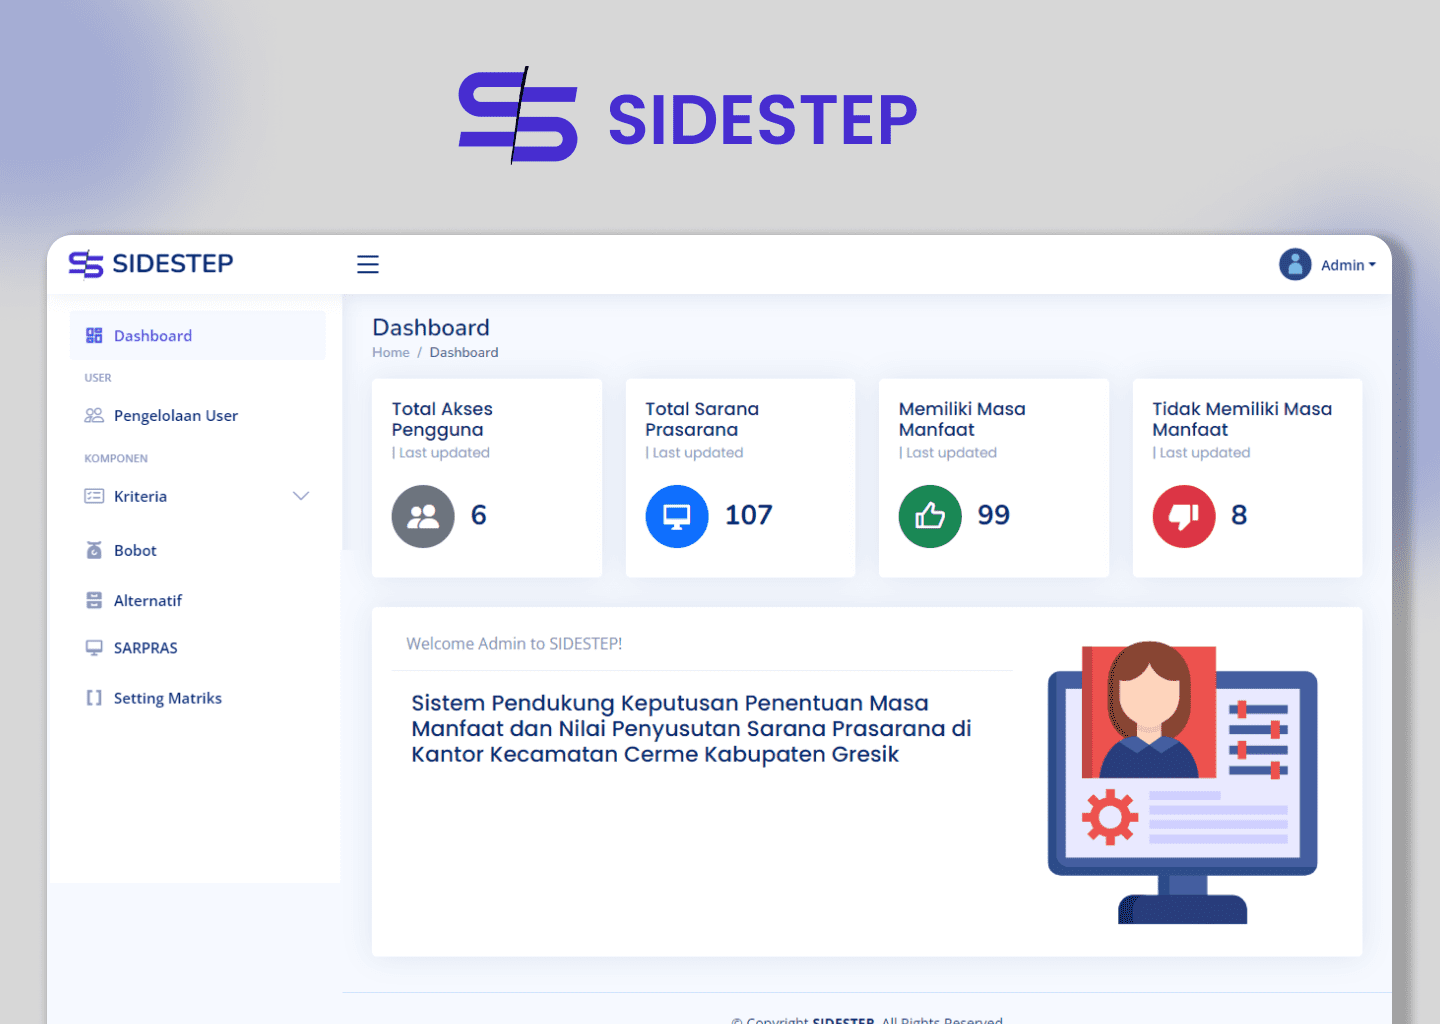 SIDESTEP
SIDESTEP
Admin
Dashboard
USER
Pengelolaan User
KOMPONEN
Kriteria
Bobot
Alternatif
SARPRAS
Setting Matriks
Dashboard
Home / Dashboard
Total Akses
Pengguna
| Last updated
6
Total Sarana
Prasarana
| Last updated
107
Memiliki Masa
Manfaat
| Last updated
99
Tidak Memiliki Masa
Manfaat
| Last updated
8
Welcome Admin to SIDESTEP!
Sistem Pendukung Keputusan Penentuan Masa
Manfaat dan Nilai Penyusutan Sarana Prasarana di
Kantor Kecamatan Cerme Kabupaten Gresik
© Copyright SIDESTEP. All Rights Reserved